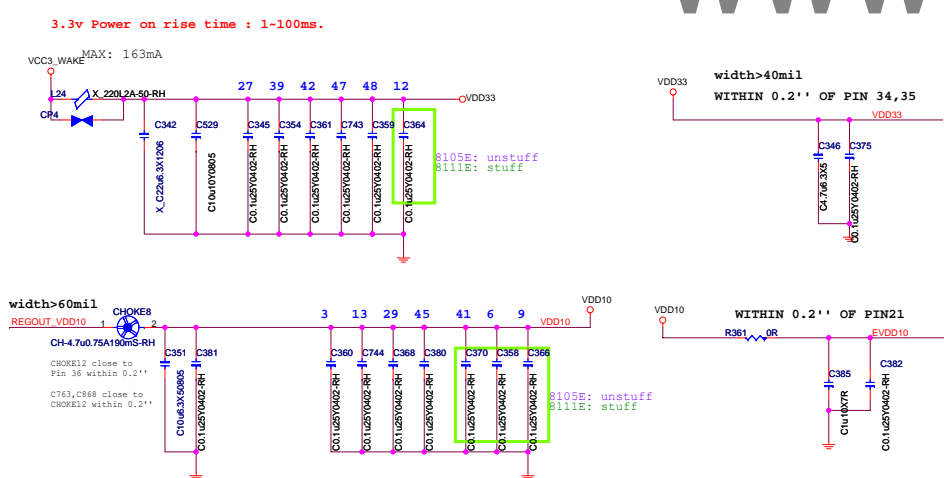 3.3v Power on rise time : 1~100ms.
MAX: 163mA
VCC3_WAKE
L24
X_220L2A-50-RH
CP4
27 39 42 47 48 12
VDD33
C342
X_C22u6.3X1206
C529
C10u10Y0805
C345
C0.1u25Y0402-RH
C354
C0.1u25Y0402-RH
C361
C0.1u25Y0402-RH
C743
C0.1u25Y0402-RH
C359
C0.1u25Y0402-RH
C364
C0.1u25Y0402-RH
8105E: unstuff
8111E: stuff
width>40mil
VDD33
WITHIN 0.2'' OF PIN 34,35
VDD33
C346
C4.7u6.3X5
C375
C0.1u25Y0402-RH
width>60mil
REGOUT_VDD10
CHOKE8
1 2
CH-4.7u0.75A190mS-RH
CHOKE12 close to
Pin 36 within 0.2''
C763,C868 close to
CHOKE12 within 0.2''
C351
C10u6.3X50805
C381
C0.1u25Y0402-RH
3 13 29 45 41 6 9
VDD10
VDD10
C360
C0.1u25Y0402-RH
C744
C0.1u25Y0402-RH
C368
C0.1u25Y0402-RH
C380
C0.1u25Y0402-RH
C370
C0.1u25Y0402-RH
C358
C0.1u25Y0402-RH
C366
C0.1u25Y0402-RH
8105E: unstuff
8111E: stuff
VDD10
WITHIN 0.2'' OF PIN21
R361 0R
EVDD10
C385
C1u10X7R
C382
C0.1u25Y0402-RH